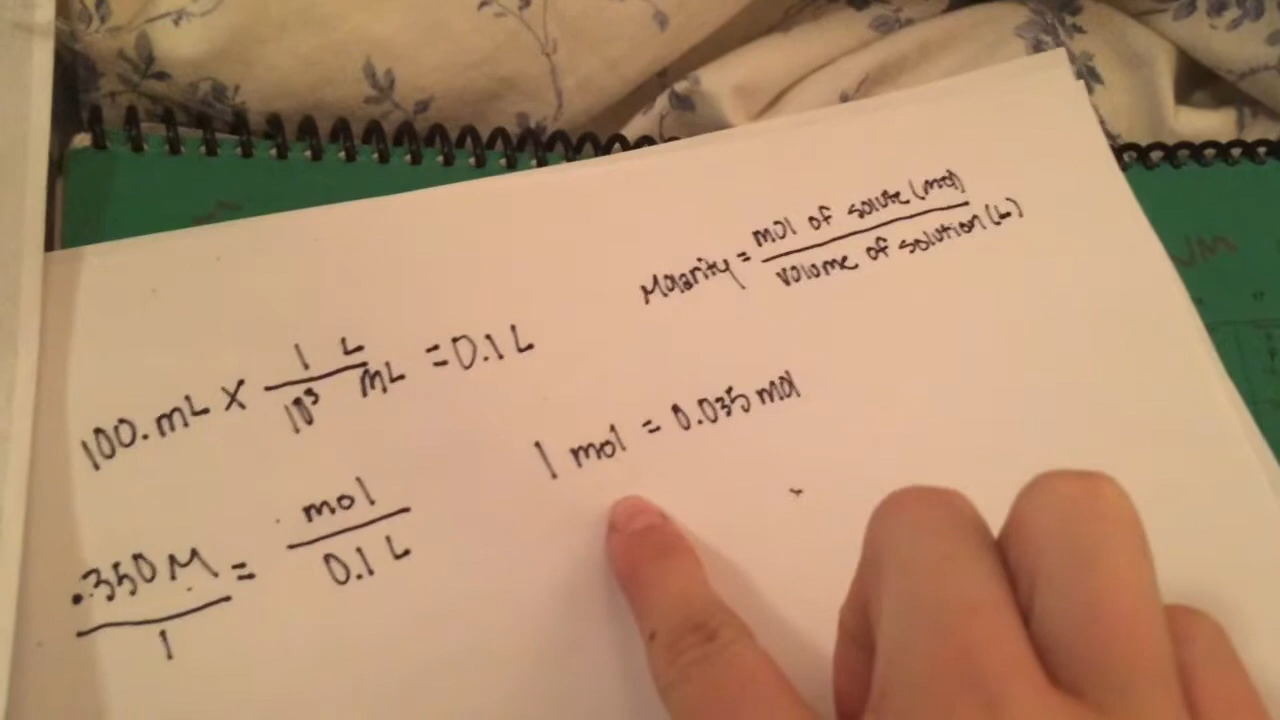 Molarity = mol of solute (mol) / volume of solution (L)
100. mL x 1 L / 10³ mL = 0.1 L
1 mol = 0.035 mol
.350 M / 1 = mol / 0.1 L